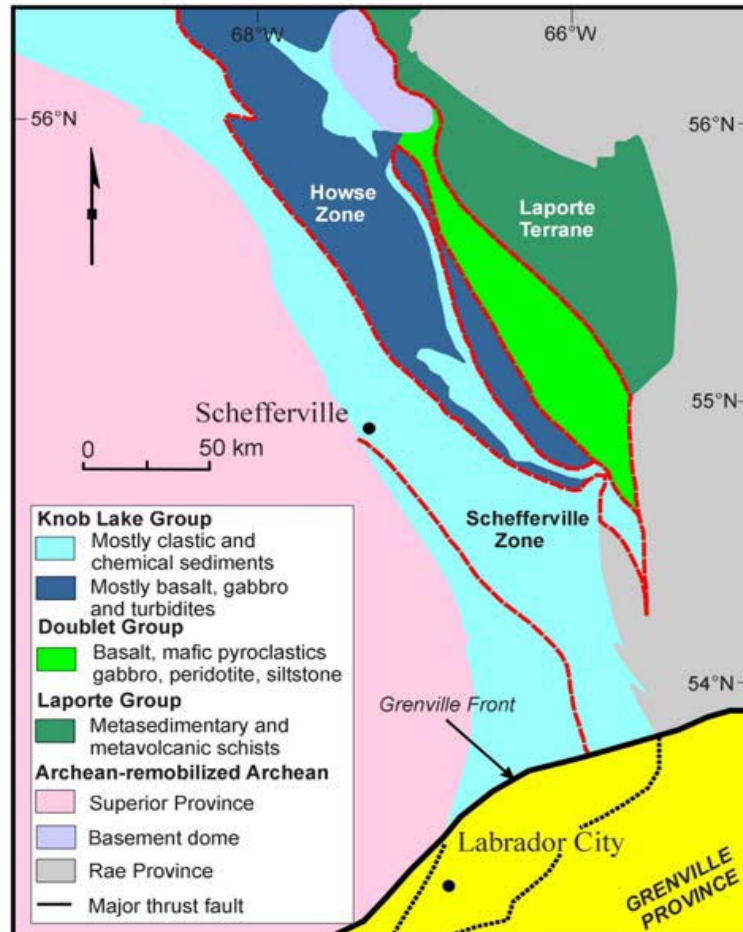 68°W
66°W
56°N
56°N
Howse
Zone
Laporte
Terrane
55°N
Schefferville
0
50 km
Schefferville
Zone
Knob Lake Group
Mostly clastic and
chemical sediments
Mostly basalt, gabbro
and turbidites
Doublet Group
Basalt, mafic pyroclastics
gabbro, peridotite, siltstone
Laporte Group
Metasedimentary and
metavolcanic schists
Archean-remobilized Archean
Superior Province
Basement dome
Rae Province
Major thrust fault
54°N
Grenville Front
Labrador City
GRENVILLE
PROVINCE